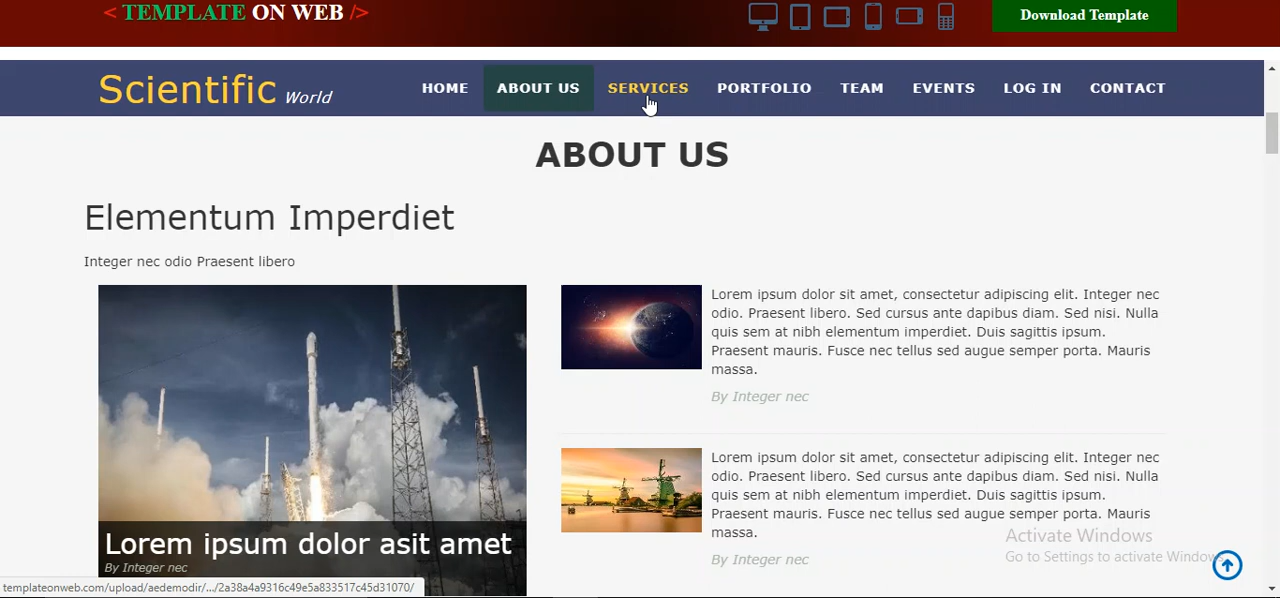 < TEMPLATE ON WEB />
Download Template
Scientific World
HOME ABOUT US SERVICES PORTFOLIO TEAM EVENTS LOG IN CONTACT
ABOUT US
Elementum Imperdiet
Integer nec odio Praesent libero
Lorem ipsum dolor asit amet
By Integer nec
Lorem ipsum dolor sit amet, consectetur adipiscing elit. Integer nec
odio. Praesent libero. Sed cursus ante dapibus diam. Sed nisi. Nulla
quis sem at nibh elementum imperdiet. Duis sagittis ipsum.
Praesent mauris. Fusce nec tellus sed augue semper porta. Mauris
massa.
By Integer nec
Lorem ipsum dolor sit amet, consectetur adipiscing elit. Integer nec
odio. Praesent libero. Sed cursus ante dapibus diam. Sed nisi. Nulla
quis sem at nibh elementum imperdiet. Duis sagittis ipsum.
Praesent mauris. Fusce nec tellus sed augue semper porta. Mauris
massa.
By Integer nec
Activate Windows
Go to Settings to activate Windows.
templateonweb.com/upload/aedemodir/.../2a38a4a9316c49e5a833517c45d31070/